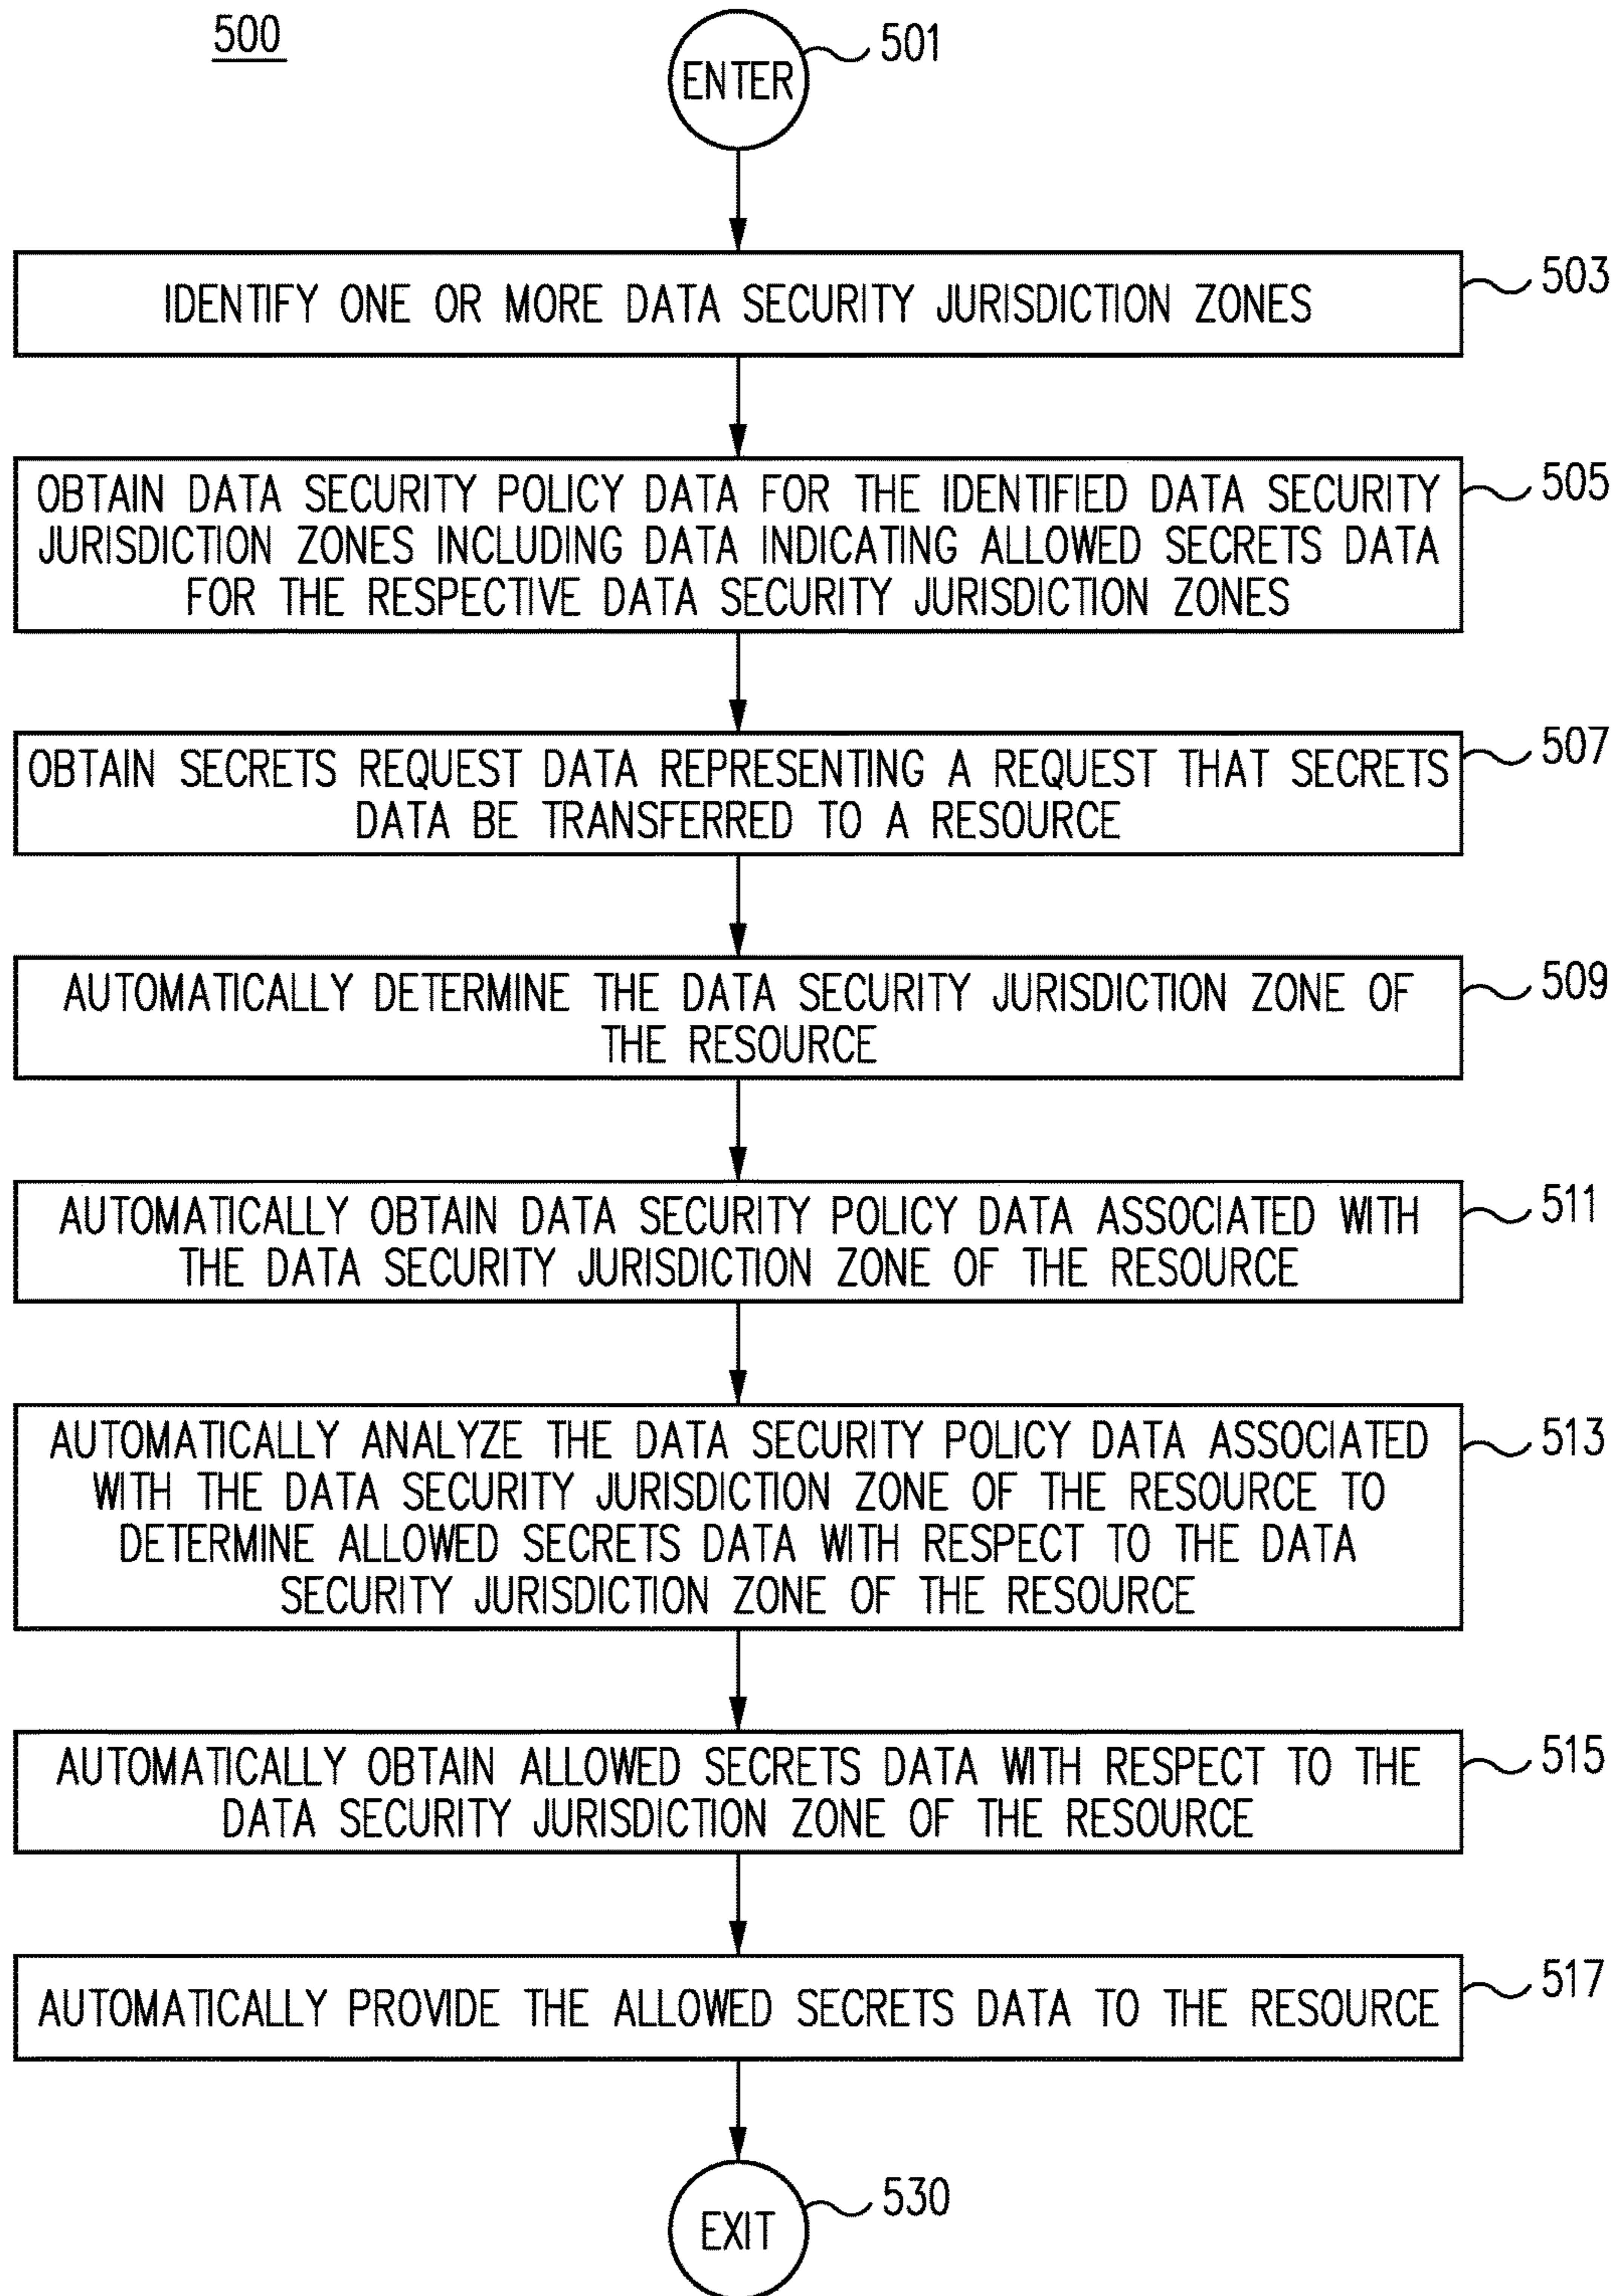 500
501
ENTER
503
IDENTIFY ONE OR MORE DATA SECURITY JURISDICTION ZONES
505
OBTAIN DATA SECURITY POLICY DATA FOR THE IDENTIFIED DATA SECURITY
JURISDICTION ZONES INCLUDING DATA INDICATING ALLOWED SECRETS DATA
FOR THE RESPECTIVE DATA SECURITY JURISDICTION ZONES
507
OBTAIN SECRETS REQUEST DATA REPRESENTING A REQUEST THAT SECRETS
DATA BE TRANSFERRED TO A RESOURCE
509
AUTOMATICALLY DETERMINE THE DATA SECURITY JURISDICTION ZONE OF
THE RESOURCE
511
AUTOMATICALLY OBTAIN DATA SECURITY POLICY DATA ASSOCIATED WITH
THE DATA SECURITY JURISDICTION ZONE OF THE RESOURCE
513
AUTOMATICALLY ANALYZE THE DATA SECURITY POLICY DATA ASSOCIATED
WITH THE DATA SECURITY JURISDICTION ZONE OF THE RESOURCE TO
DETERMINE ALLOWED SECRETS DATA WITH RESPECT TO THE DATA
SECURITY JURISDICTION ZONE OF THE RESOURCE
515
AUTOMATICALLY OBTAIN ALLOWED SECRETS DATA WITH RESPECT TO THE
DATA SECURITY JURISDICTION ZONE OF THE RESOURCE
517
AUTOMATICALLY PROVIDE THE ALLOWED SECRETS DATA TO THE RESOURCE
530
EXIT